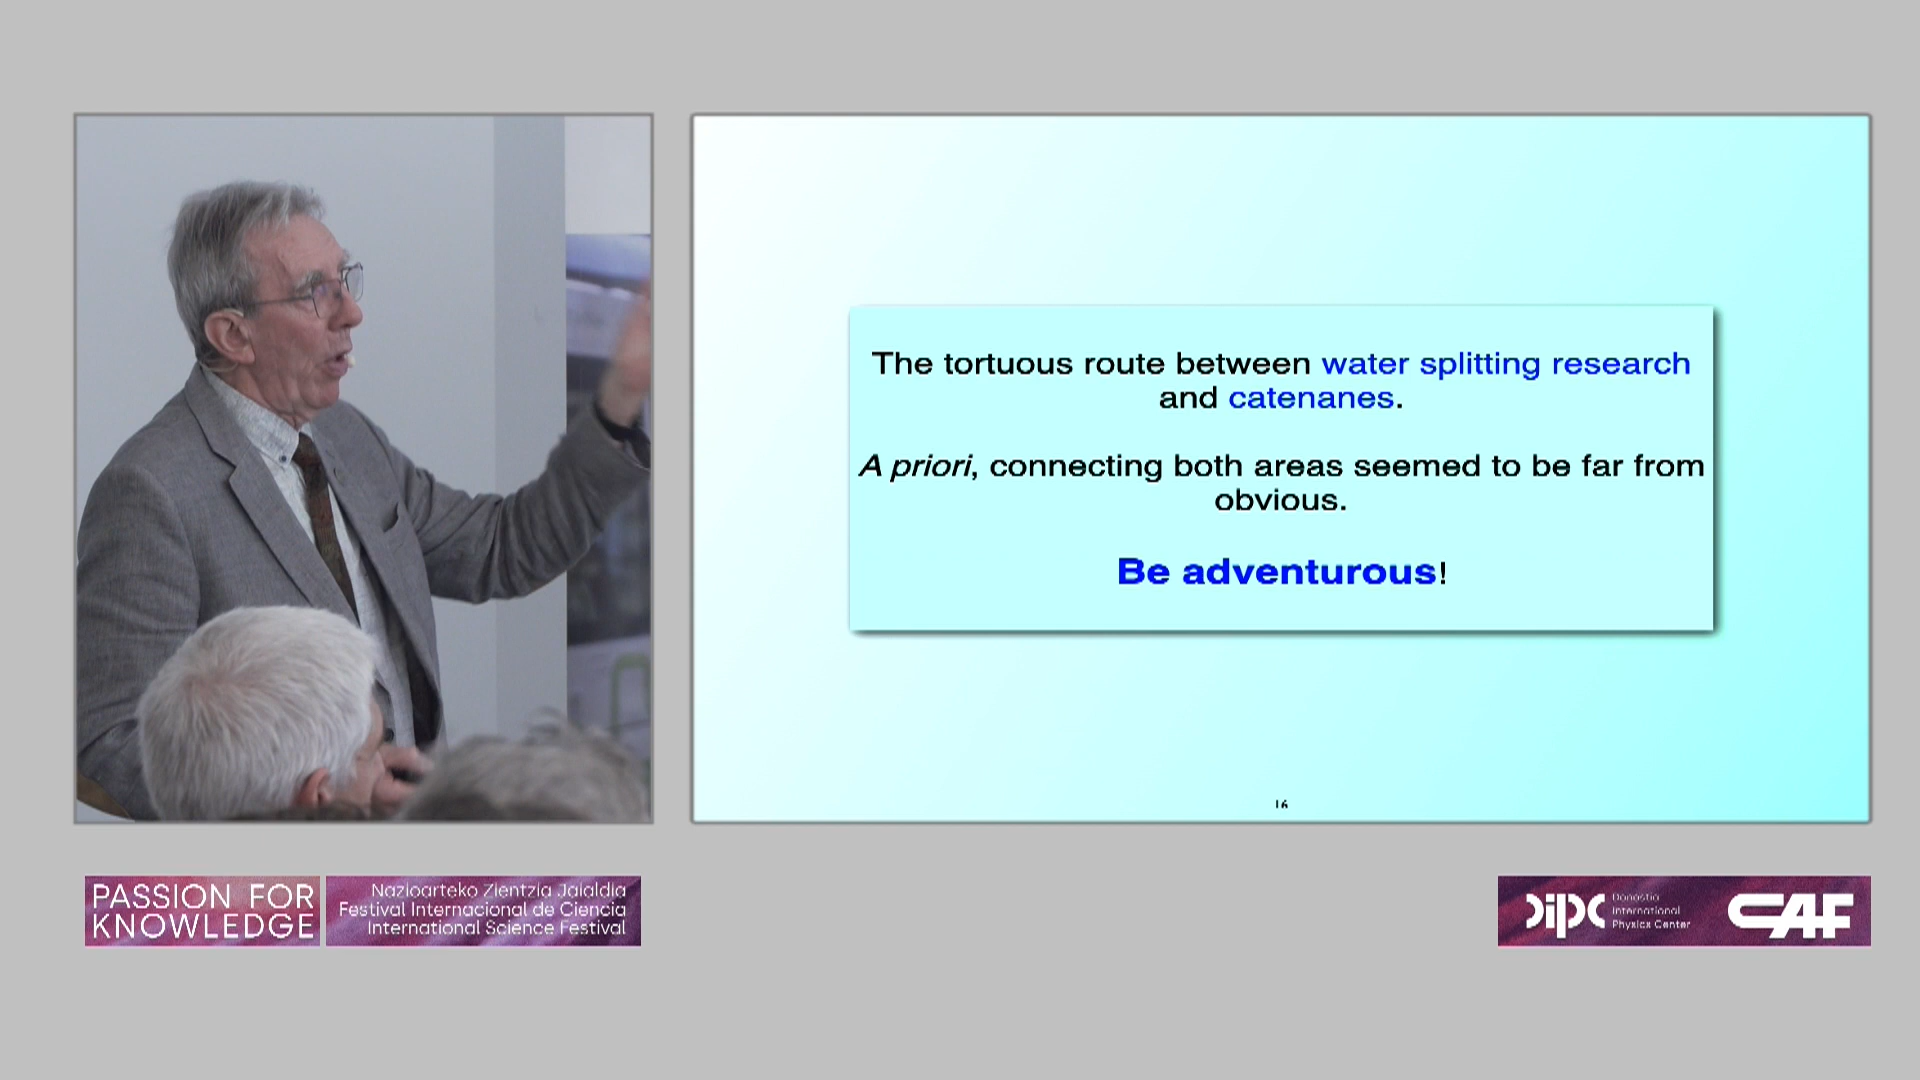 The tortuous route between water splitting research
and catenanes.
A priori, connecting both areas seemed to be far from
obvious.
Be adventurous!
16
PASSION FOR
KNOWLEDGE
Nazioarteko Zientzia Jaialdia
Festival Internacional de Ciencia
International Science Festival
dipc
Donostia
International
Physics Center
CAF